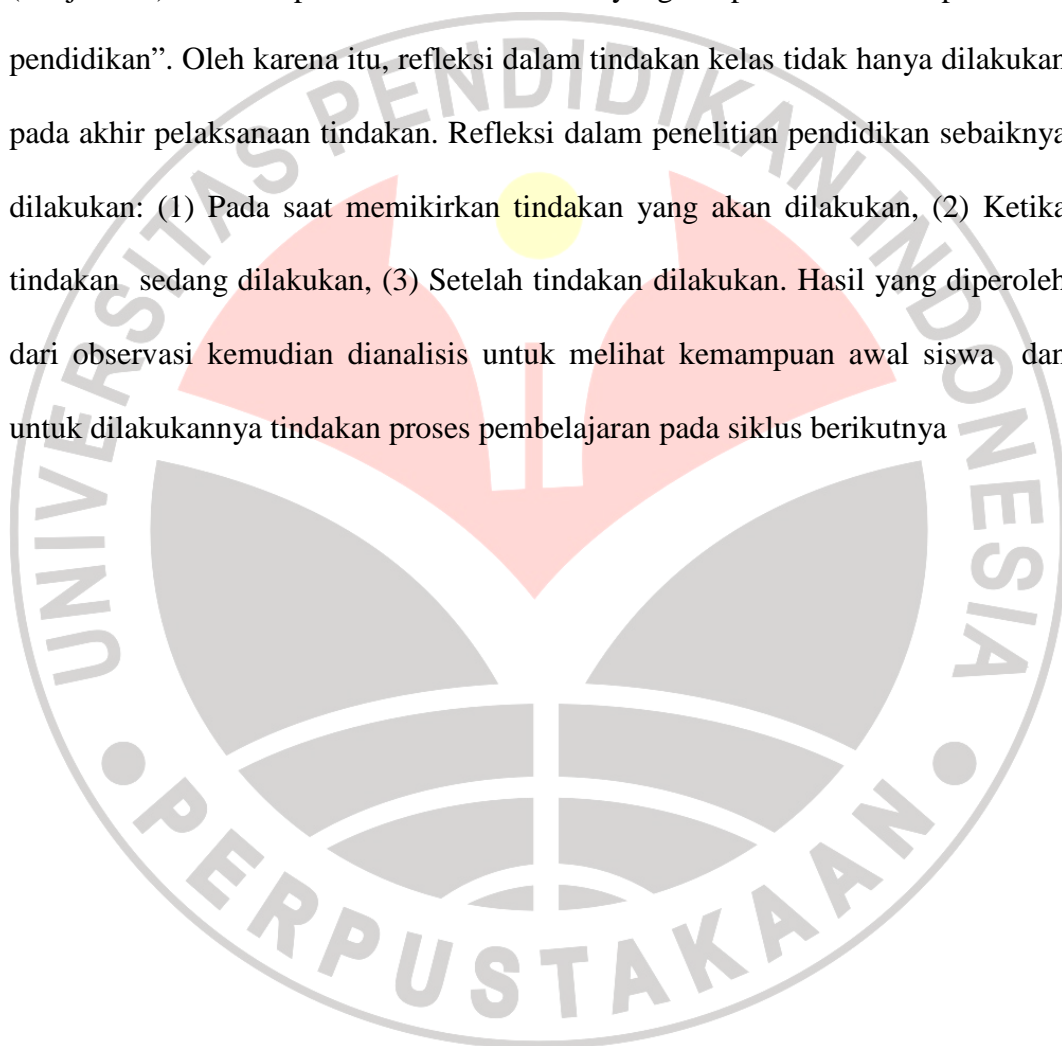 pendidikan”. Oleh karena itu, refleksi dalam tindakan kelas tidak hanya dilakukan
pada akhir pelaksanaan tindakan. Refleksi dalam penelitian pendidikan sebaiknya
dilakukan: (1) Pada saat memikirkan tindakan yang akan dilakukan, (2) Ketika
tindakan sedang dilakukan, (3) Setelah tindakan dilakukan. Hasil yang diperoleh
dari observasi kemudian dianalisis untuk melihat kemampuan awal siswa dan
untuk dilakukannya tindakan proses pembelajaran pada siklus berikutnya
UNIVERSITAS PENDIDIKAN INDONESIA
PERPUSTAKAAN